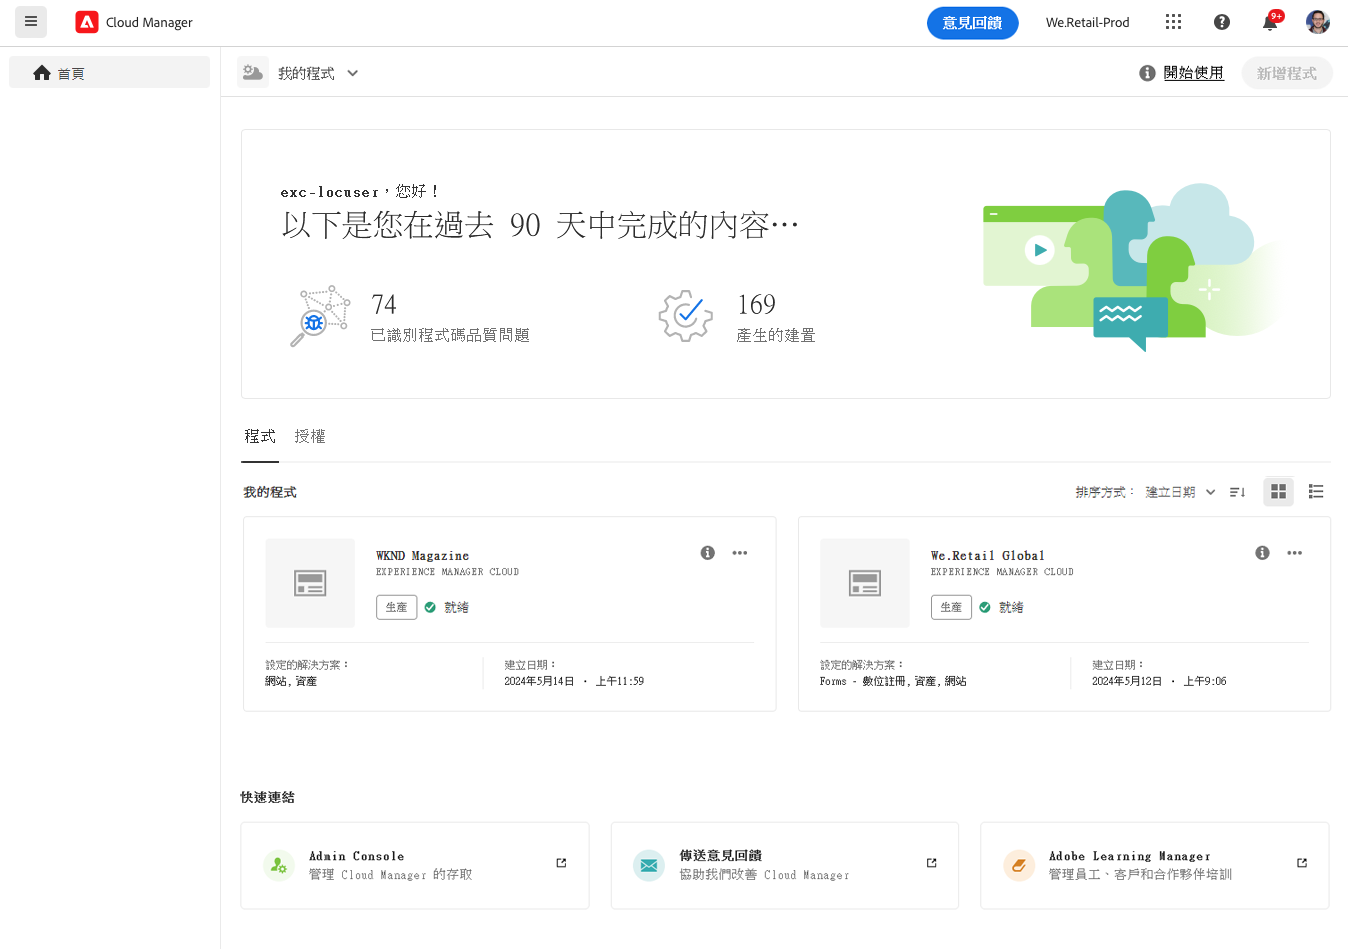 Cloud Manager
意見回饋
We.Retail-Prod
9+
首頁
我的程式
開始使用
新增程式
exc-locuser，您好！
以下是您在過去 90 天中完成的內容…
74
已識別程式碼品質問題
169
產生的建置
程式
授權
我的程式
排序方式： 建立日期
WKND Magazine
EXPERIENCE MANAGER CLOUD
生產
就緒
設定的解決方案：
網站, 資產
建立日期：
2024年5月14日 · 上午11:59
We.Retail Global
EXPERIENCE MANAGER CLOUD
生產
就緒
設定的解決方案：
Forms - 數位註冊, 資產, 網站
建立日期：
2024年5月12日 · 上午9:06
快速連結
Admin Console
管理 Cloud Manager 的存取
傳送意見回饋
協助我們改善 Cloud Manager
Adobe Learning Manager
管理員工、客戶和合作夥伴培訓